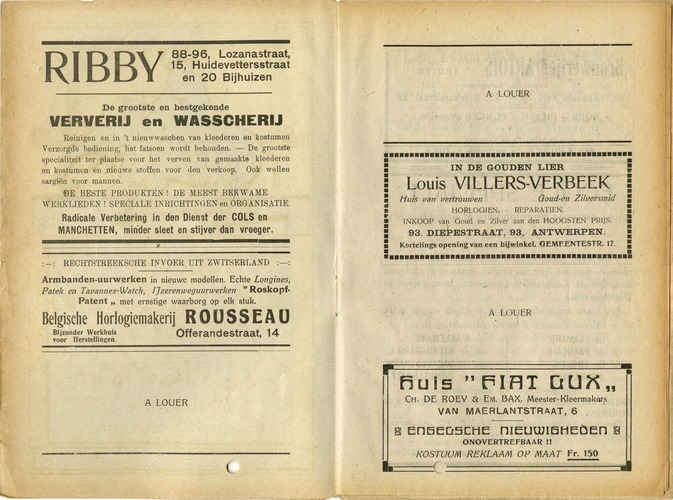 RIBBY
88-96, Lozanastraat,
15, Huidevettersstraat
en 20 Bijhuizen
De grootste en bestgekende
VERVERIJ en WASSCHERIJ
Reinigen en in 't nieuwwaschen van kleederen en kostumen
Verzorgde bediening, het fatsoen wordt behouden. — De grootste
specialiteit ter plaatse voor het verven van gemaakte kleederen
en kostumen en nieuwe stoffen voor den verkoop. Ook wollen
sargiën voor mannen.
DE BESTE PRODUKTEN ! DE MEEST BEKWAME
WERKLIEDEN ! SPECIALE INRICHTINGEN en ORGANISATIE.
Radicale Verbetering in den Dienst der COLS en
MANCHETTEN, minder sleet en stijver dan vroeger.
:—: RECHTSTREEKSCHE INVOER UIT ZWITSERLAND :—:
Armbanden-uurwerken in nieuwe modellen. Echte Longines,
Patek en Tavannes-Watch, IJzerenweguurwerken "Roskopf-
Patent„ met ernstige waarborg op elk stuk.
Belgische Horlogiemakerij ROUSSEAU
Bijzonder Werkhuis
voor Herstellingen.
Offerandestraat, 14
A LOUER
A LOUER
IN DE GOUDEN LIER
Louis VILLERS-VERBEEK
Huis van vertrouwen Goud-en Zilversmid
HORLOGIEN. — REPARATIEN.
INKOOP van Goud en Zilver aan den HOOGSTEN PRIJS.
93. DIEPESTRAAT, 93, ANTWERPEN.
Kortelings opening van een bijwinkel. GEMEENTESTR. 17.
A LOUER
Huis "FIAT LUX„
CH. DE ROEY & EM. BAX, Meester-Kleermakers
VAN MAERLANTSTRAAT, 6
ENGELSCHE NIEUWIGHEDEN
ONOVERTREFBAAR !!
KOSTUUM REKLAAM OP MAAT Fr. 150